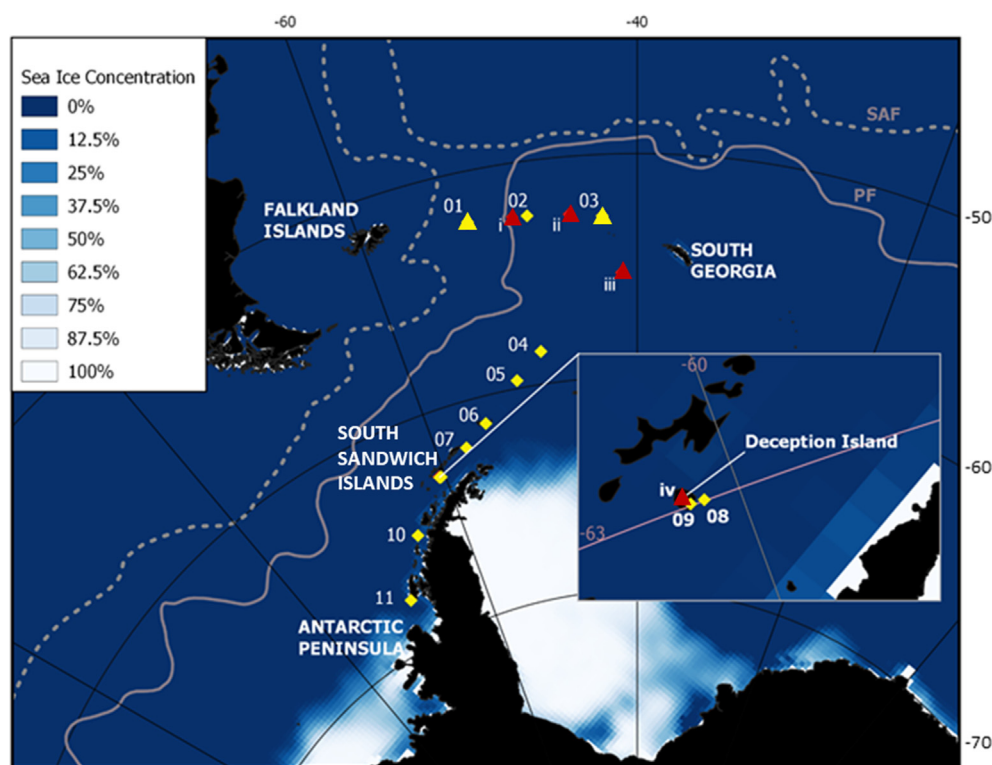 -60
-40
Sea Ice Concentration
0%
12.5%
25%
37.5%
50%
62.5%
75%
87.5%
100%
SAF
PF
-50
FALKLAND
ISLANDS
01
02
03
i
ii
iii
SOUTH
GEORGIA
04
05
06
07
SOUTH
SANDWICH
ISLANDS
-60
Deception Island
iv
09
08
-63
-60
10
11
ANTARCTIC
PENINSULA
-70